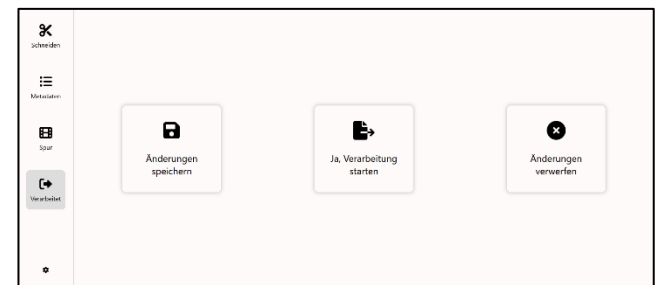 Schneiden
Metadaten
Spur
Verarbeitet
Änderungen
speichern
Ja, Verarbeitung
starten
Änderungen
verwerfen